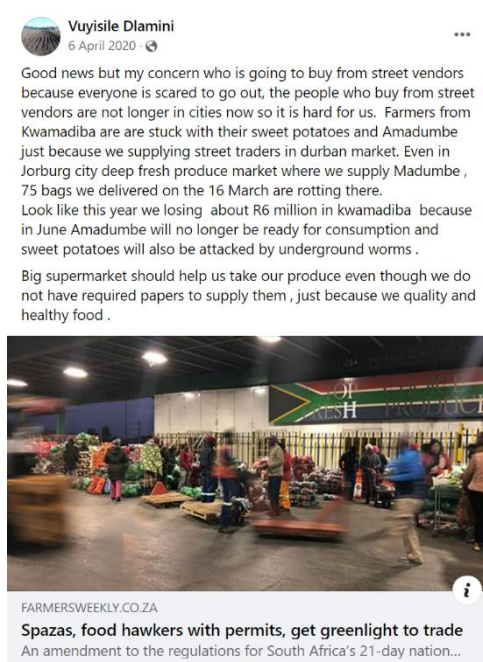 Vuyisile Dlamini
6 April 2020 ·
Good news but my concern who is going to buy from street vendors
because everyone is scared to go out, the people who buy from street
vendors are not longer in cities now so it is hard for us. Farmers from
Kwamadiba are are stuck with their sweet potatoes and Amadumbe
just because we supplying street traders in durban market. Even in
Jorburg city deep fresh produce market where we supply Madumbe ,
75 bags we delivered on the 16 March are rotting there.
Look like this year we losing about R6 million in kwamadiba because
in June Amadumbe will no longer be ready for consumption and
sweet potatoes will also be attacked by underground worms .
Big supermarket should help us take our produce even though we do
not have required papers to supply them , just because we quality and
healthy food .
FARMERSWEEKLY.CO.ZA
Spazas, food hawkers with permits, get greenlight to trade
An amendment to the regulations for South Africa's 21-day nation...